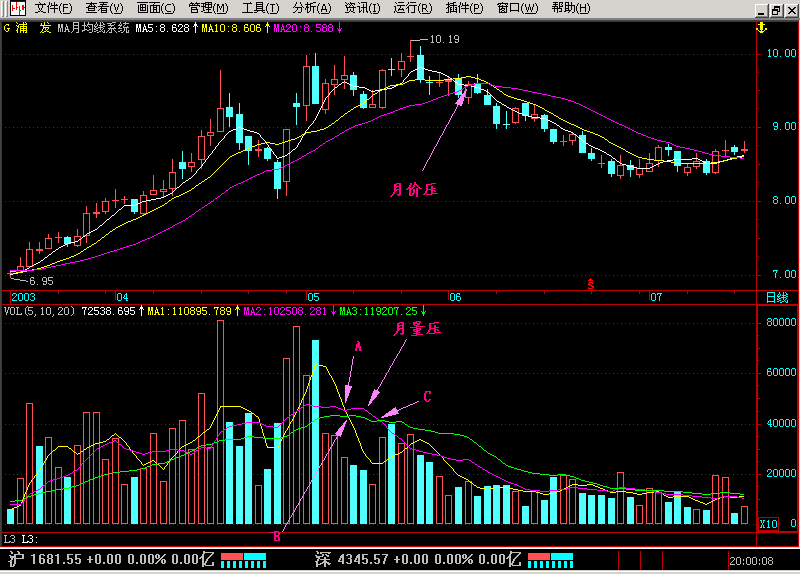 文件(F) 查看(V) 画面(C) 管理(M) 工具(T) 分析(A) 资讯(I) 运行(R) 插件(P) 窗口(W) 帮助(H)
G 浦 发 MA月均线系统 MA5:8.628↑MA10:8.606↑MA20:8.588↓
10.19
10.00
9.00
月价压
8.00
7.00
6.95
$
2003 04 05 06 07 日线
VOL(5,10,20) 72538.695↑MA1:110895.789↑MA2:102508.281↓MA3:119207.25↓
80000
月量压
A
60000
C
40000
20000
X10 0
B
L3 L3:
沪 1681.55 +0.00 0.00% 0.00亿 深 4345.57 +0.00 0.00% 0.00亿 20:00:08